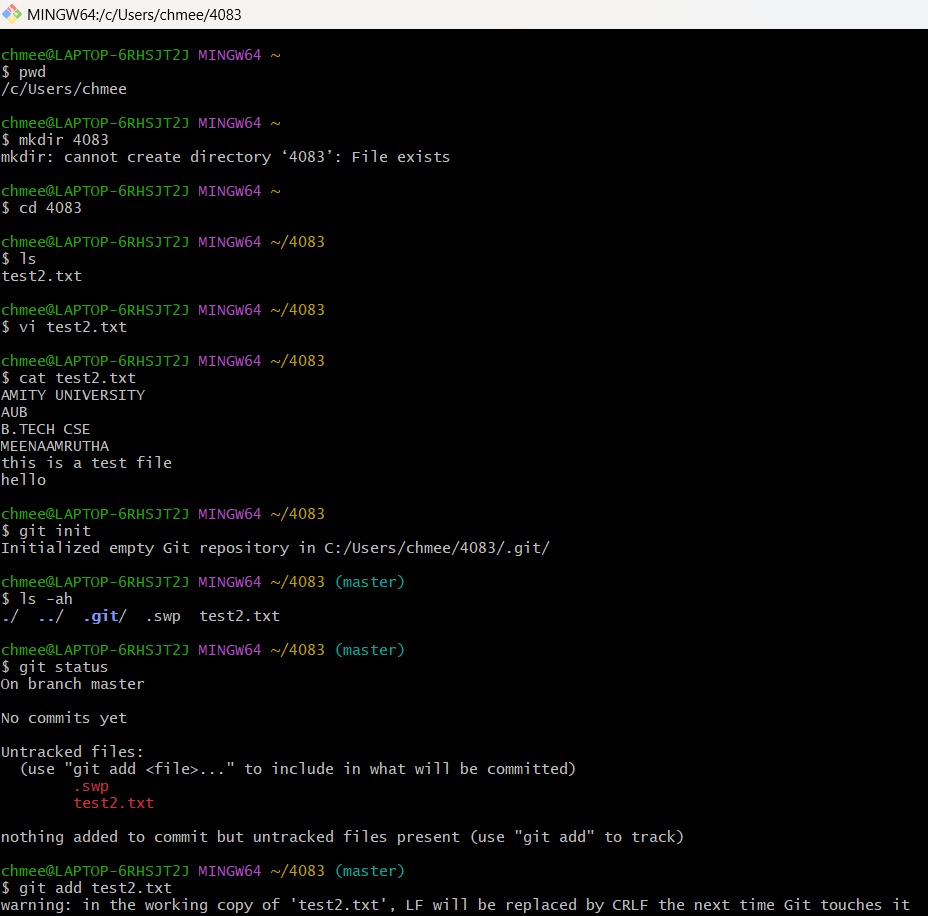 MINGW64:/c/Users/chmee/4083
chmee@LAPTOP-6RHSJT2J MINGW64 ~
$ pwd
/c/Users/chmee
chmee@LAPTOP-6RHSJT2J MINGW64 ~
$ mkdir 4083
mkdir: cannot create directory ‘4083’: File exists
chmee@LAPTOP-6RHSJT2J MINGW64 ~
$ cd 4083
chmee@LAPTOP-6RHSJT2J MINGW64 ~/4083
$ ls
test2.txt
chmee@LAPTOP-6RHSJT2J MINGW64 ~/4083
$ vi test2.txt
chmee@LAPTOP-6RHSJT2J MINGW64 ~/4083
$ cat test2.txt
AMITY UNIVERSITY
AUB
B.TECH CSE
MEENAAMRUTHA
this is a test file
hello
chmee@LAPTOP-6RHSJT2J MINGW64 ~/4083
$ git init
Initialized empty Git repository in C:/Users/chmee/4083/.git/
chmee@LAPTOP-6RHSJT2J MINGW64 ~/4083 (master)
$ ls -ah
./  ../  .git/  .swp  test2.txt
chmee@LAPTOP-6RHSJT2J MINGW64 ~/4083 (master)
$ git status
On branch master
No commits yet
Untracked files:
  (use "git add <file>..." to include in what will be committed)
        .swp
        test2.txt
nothing added to commit but untracked files present (use "git add" to track)
chmee@LAPTOP-6RHSJT2J MINGW64 ~/4083 (master)
$ git add test2.txt
warning: in the working copy of 'test2.txt', LF will be replaced by CRLF the next time Git touches it